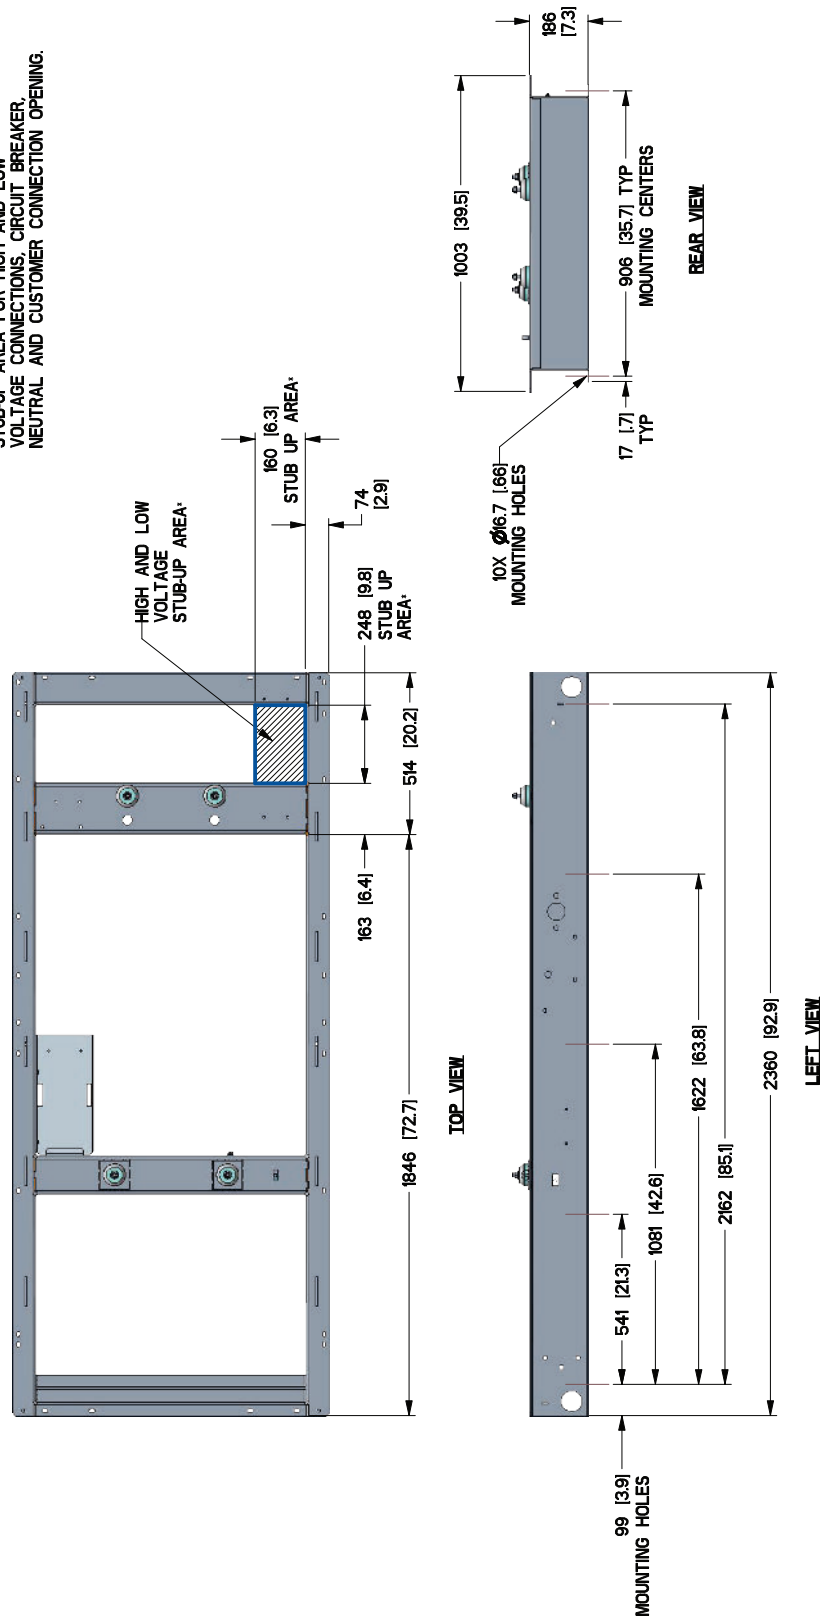 VOLTAGE CONNECTIONS, CIRCUIT BREAKER,
NEUTRAL AND CUSTOMER CONNECTION OPENING.
HIGH AND LOW
VOLTAGE
STUB-UP AREA*
160 [6.3]
STUB UP AREA*
74
[2.9]
248 [9.8]
STUB UP
AREA*
514 [20.2]
163 [6.4]
1846 [72.7]
TOP VIEW
186
[7.3]
1003 [39.5]
906 [35.7] TYP
MOUNTING CENTERS
17 [.7]
TYP
10X Ø16.7 [.66]
MOUNTING HOLES
REAR VIEW
99 [3.9]
MOUNTING HOLES
541 [21.3]
1081 [42.6]
1622 [63.8]
2162 [85.1]
2360 [92.9]
LEFT VIEW